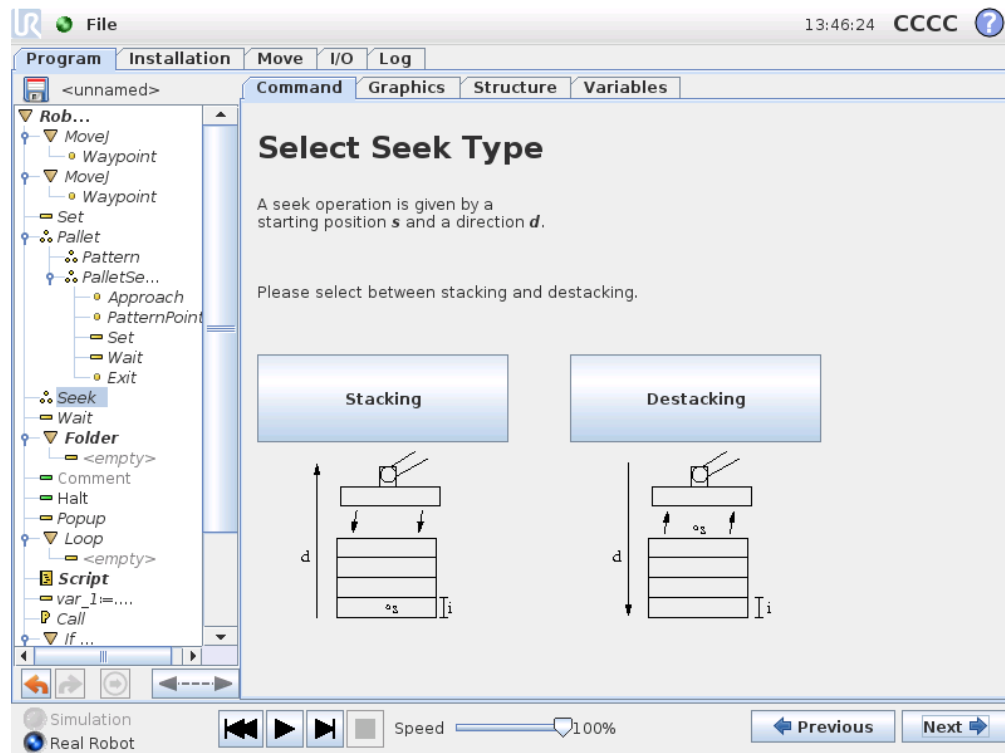 UR File 13:46:24 CCCC ?
Program Installation Move I/O Log
<unnamed> Command Graphics Structure Variables
Rob...
MoveJ
Waypoint
MoveJ
Waypoint
Set
Pallet
Pattern
PalletSe...
Approach
PatternPoint
Set
Wait
Exit
Seek
Wait
Folder
<empty>
Comment
Halt
Popup
Loop
<empty>
Script
var_1:=....
P Call
If ...
Select Seek Type
A seek operation is given by a
starting position s and a direction d.
Please select between stacking and destacking.
Stacking Destacking
d s i
d s i
Simulation
Real Robot
Speed 100%
Previous Next